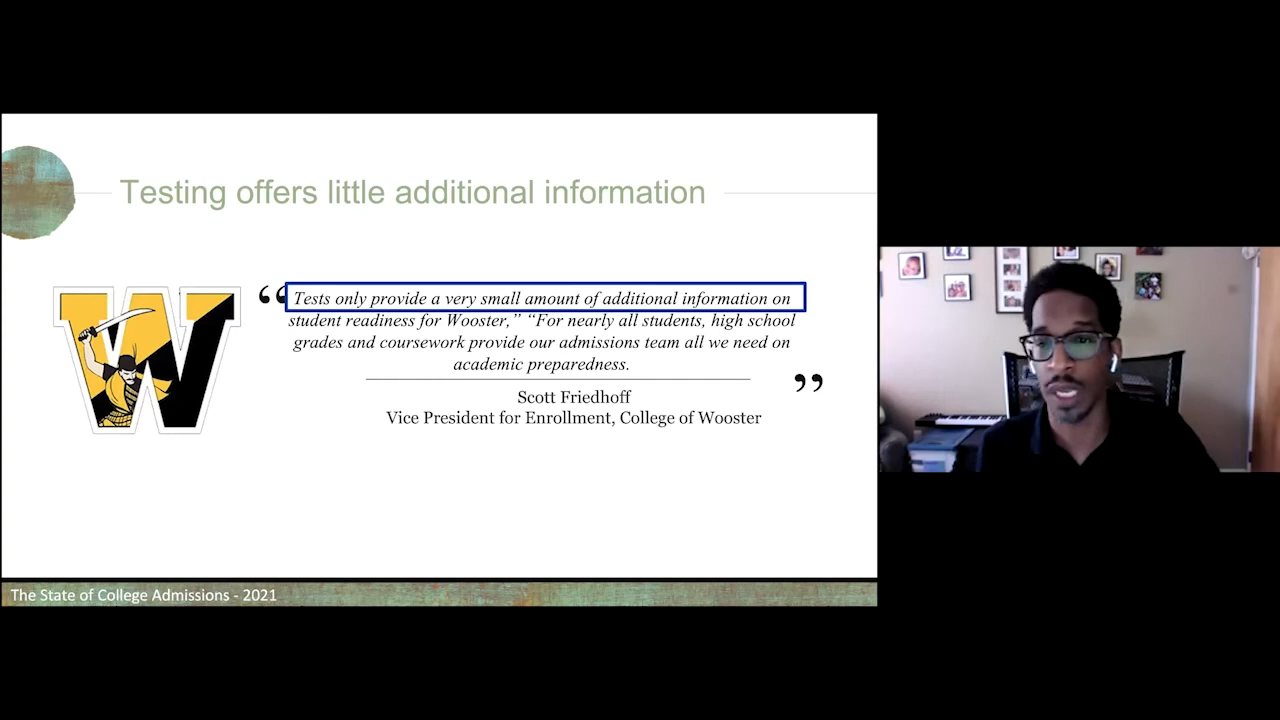 Testing offers little additional information
W
“Tests only provide a very small amount of additional information on
student readiness for Wooster,” “For nearly all students, high school
grades and coursework provide our admissions team all we need on
academic preparedness.
”
Scott Friedhoff
Vice President for Enrollment, College of Wooster
The State of College Admissions - 2021